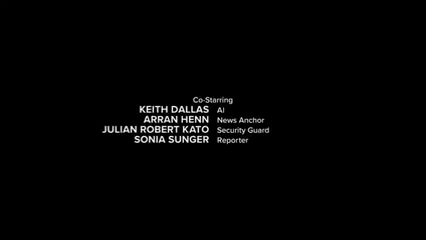 Co-Starring
KEITH DALLAS Al
ARRAN HENN News Anchor
JULIAN ROBERT KATO Security Guard
SONIA SUNGER Reporter